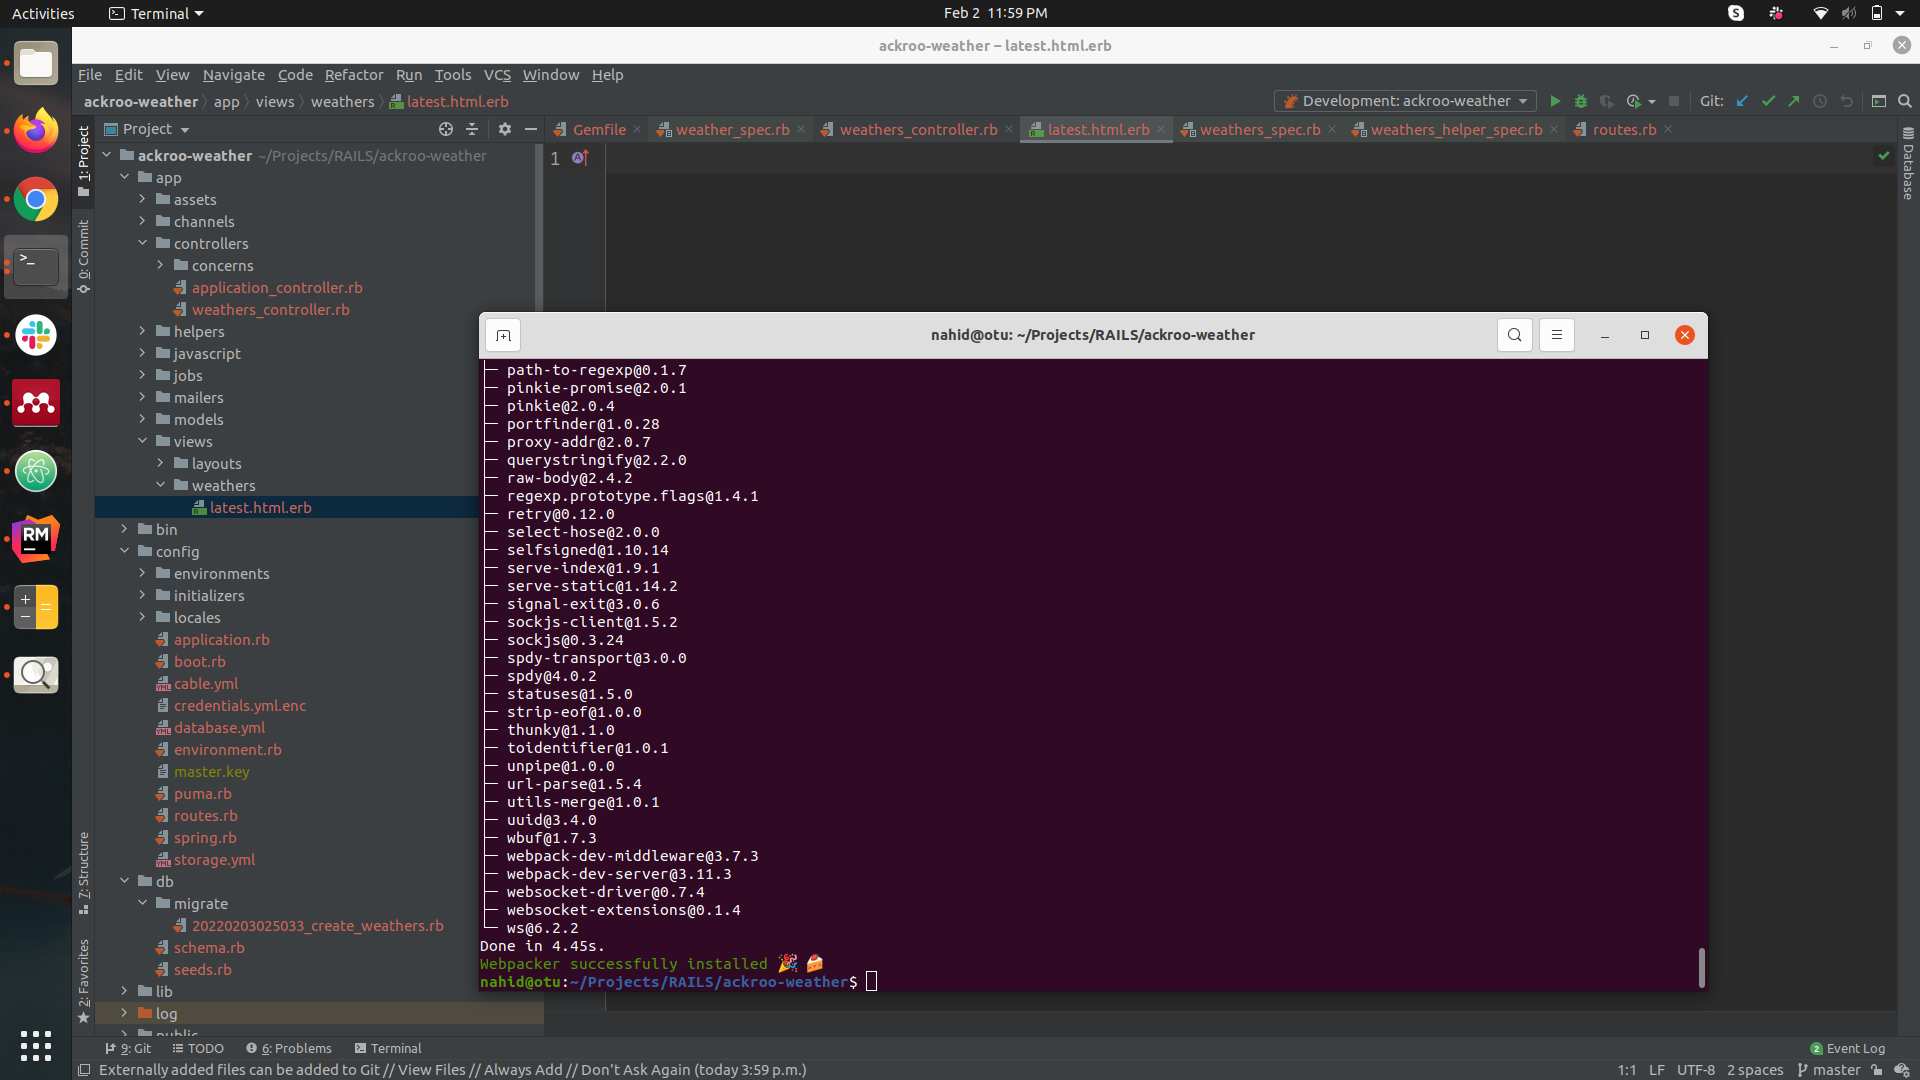 Activities Terminal Feb 2 11:59 PM
ackroo-weather – latest.html.erb
File Edit View Navigate Code Refactor Run Tools VCS Window Help
ackroo-weather app views weathers latest.html.erb Development: ackroo-weather Git:
Project Gemfile weather_spec.rb weathers_controller.rb latest.html.erb weathers_spec.rb weathers_helper_spec.rb routes.rb
1: Project
0: Commit
7: Structure
2: Favorites
Database
1
ackroo-weather ~/Projects/RAILS/ackroo-weather
app
assets
channels
controllers
concerns
application_controller.rb
weathers_controller.rb
helpers
javascript
jobs
mailers
models
views
layouts
weathers
latest.html.erb
bin
config
environments
initializers
locales
application.rb
boot.rb
cable.yml
credentials.yml.enc
database.yml
environment.rb
master.key
puma.rb
routes.rb
spring.rb
storage.yml
db
migrate
20220203025033_create_weathers.rb
schema.rb
seeds.rb
lib
log
public
nahid@otu: ~/Projects/RAILS/ackroo-weather
├─ path-to-regexp@0.1.7
├─ pinkie-promise@2.0.1
├─ pinkie@2.0.4
├─ portfinder@1.0.28
├─ proxy-addr@2.0.7
├─ querystringify@2.2.0
├─ raw-body@2.4.2
├─ regexp.prototype.flags@1.4.1
├─ retry@0.12.0
├─ select-hose@2.0.0
├─ selfsigned@1.10.14
├─ serve-index@1.9.1
├─ serve-static@1.14.2
├─ signal-exit@3.0.6
├─ sockjs-client@1.5.2
├─ sockjs@0.3.24
├─ spdy-transport@3.0.0
├─ spdy@4.0.2
├─ statuses@1.5.0
├─ strip-eof@1.0.0
├─ thunky@1.1.0
├─ toidentifier@1.0.1
├─ unpipe@1.0.0
├─ url-parse@1.5.4
├─ utils-merge@1.0.1
├─ uuid@3.4.0
├─ wbuf@1.7.3
├─ webpack-dev-middleware@3.7.3
├─ webpack-dev-server@3.11.3
├─ websocket-driver@0.7.4
├─ websocket-extensions@0.1.4
└─ ws@6.2.2
Done in 4.45s.
Webpacker successfully installed 🎉 🍰
nahid@otu:~/Projects/RAILS/ackroo-weather$
9: Git TODO 6: Problems Terminal 2 Event Log
Externally added files can be added to Git // View Files // Always Add // Don't Ask Again (today 3:59 p.m.) 1:1 LF UTF-8 2 spaces master